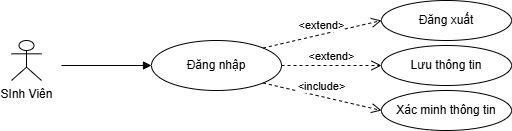 <extend>
Đăng xuất
Đăng nhập
<extend>
Lưu thông tin
SInh Viên
<include>
Xác minh thông tin